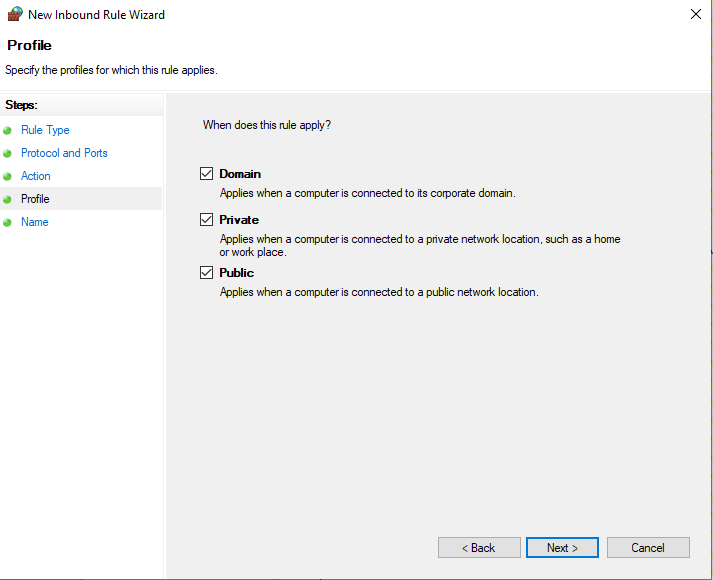 New Inbound Rule Wizard
Profile
Specify the profiles for which this rule applies.
Steps:
Rule Type
Protocol and Ports
Action
Profile
Name
When does this rule apply?
Domain
Applies when a computer is connected to its corporate domain.
Private
Applies when a computer is connected to a private network location, such as a home
or work place.
Public
Applies when a computer is connected to a public network location.
< Back
Next >
Cancel